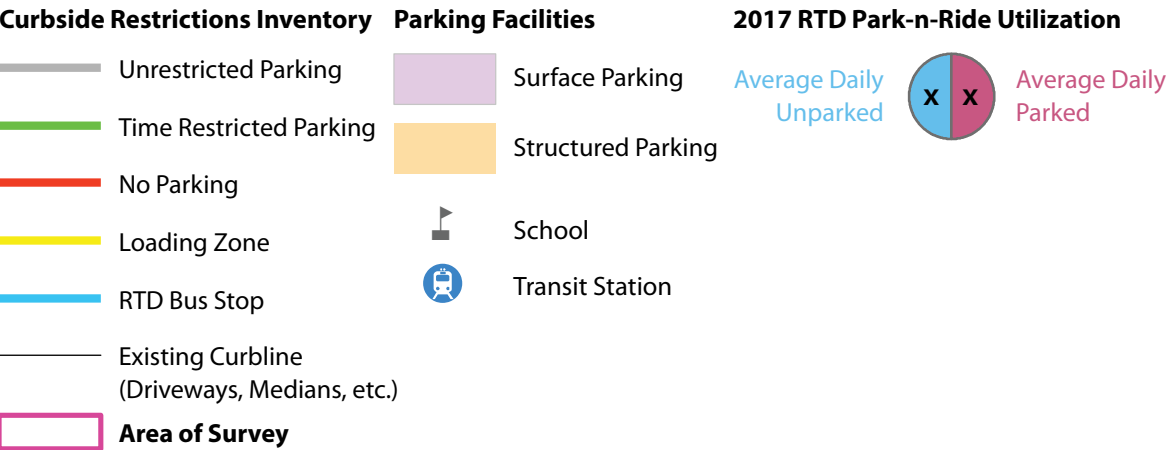 Curbside Restrictions Inventory
Unrestricted Parking
Time Restricted Parking
No Parking
Loading Zone
RTD Bus Stop
Existing Curbline
(Driveways, Medians, etc.)
Area of Survey
Parking Facilities
Surface Parking
Structured Parking
School
Transit Station
2017 RTD Park-n-Ride Utilization
Average Daily
Unparked
X X
Average Daily
Parked